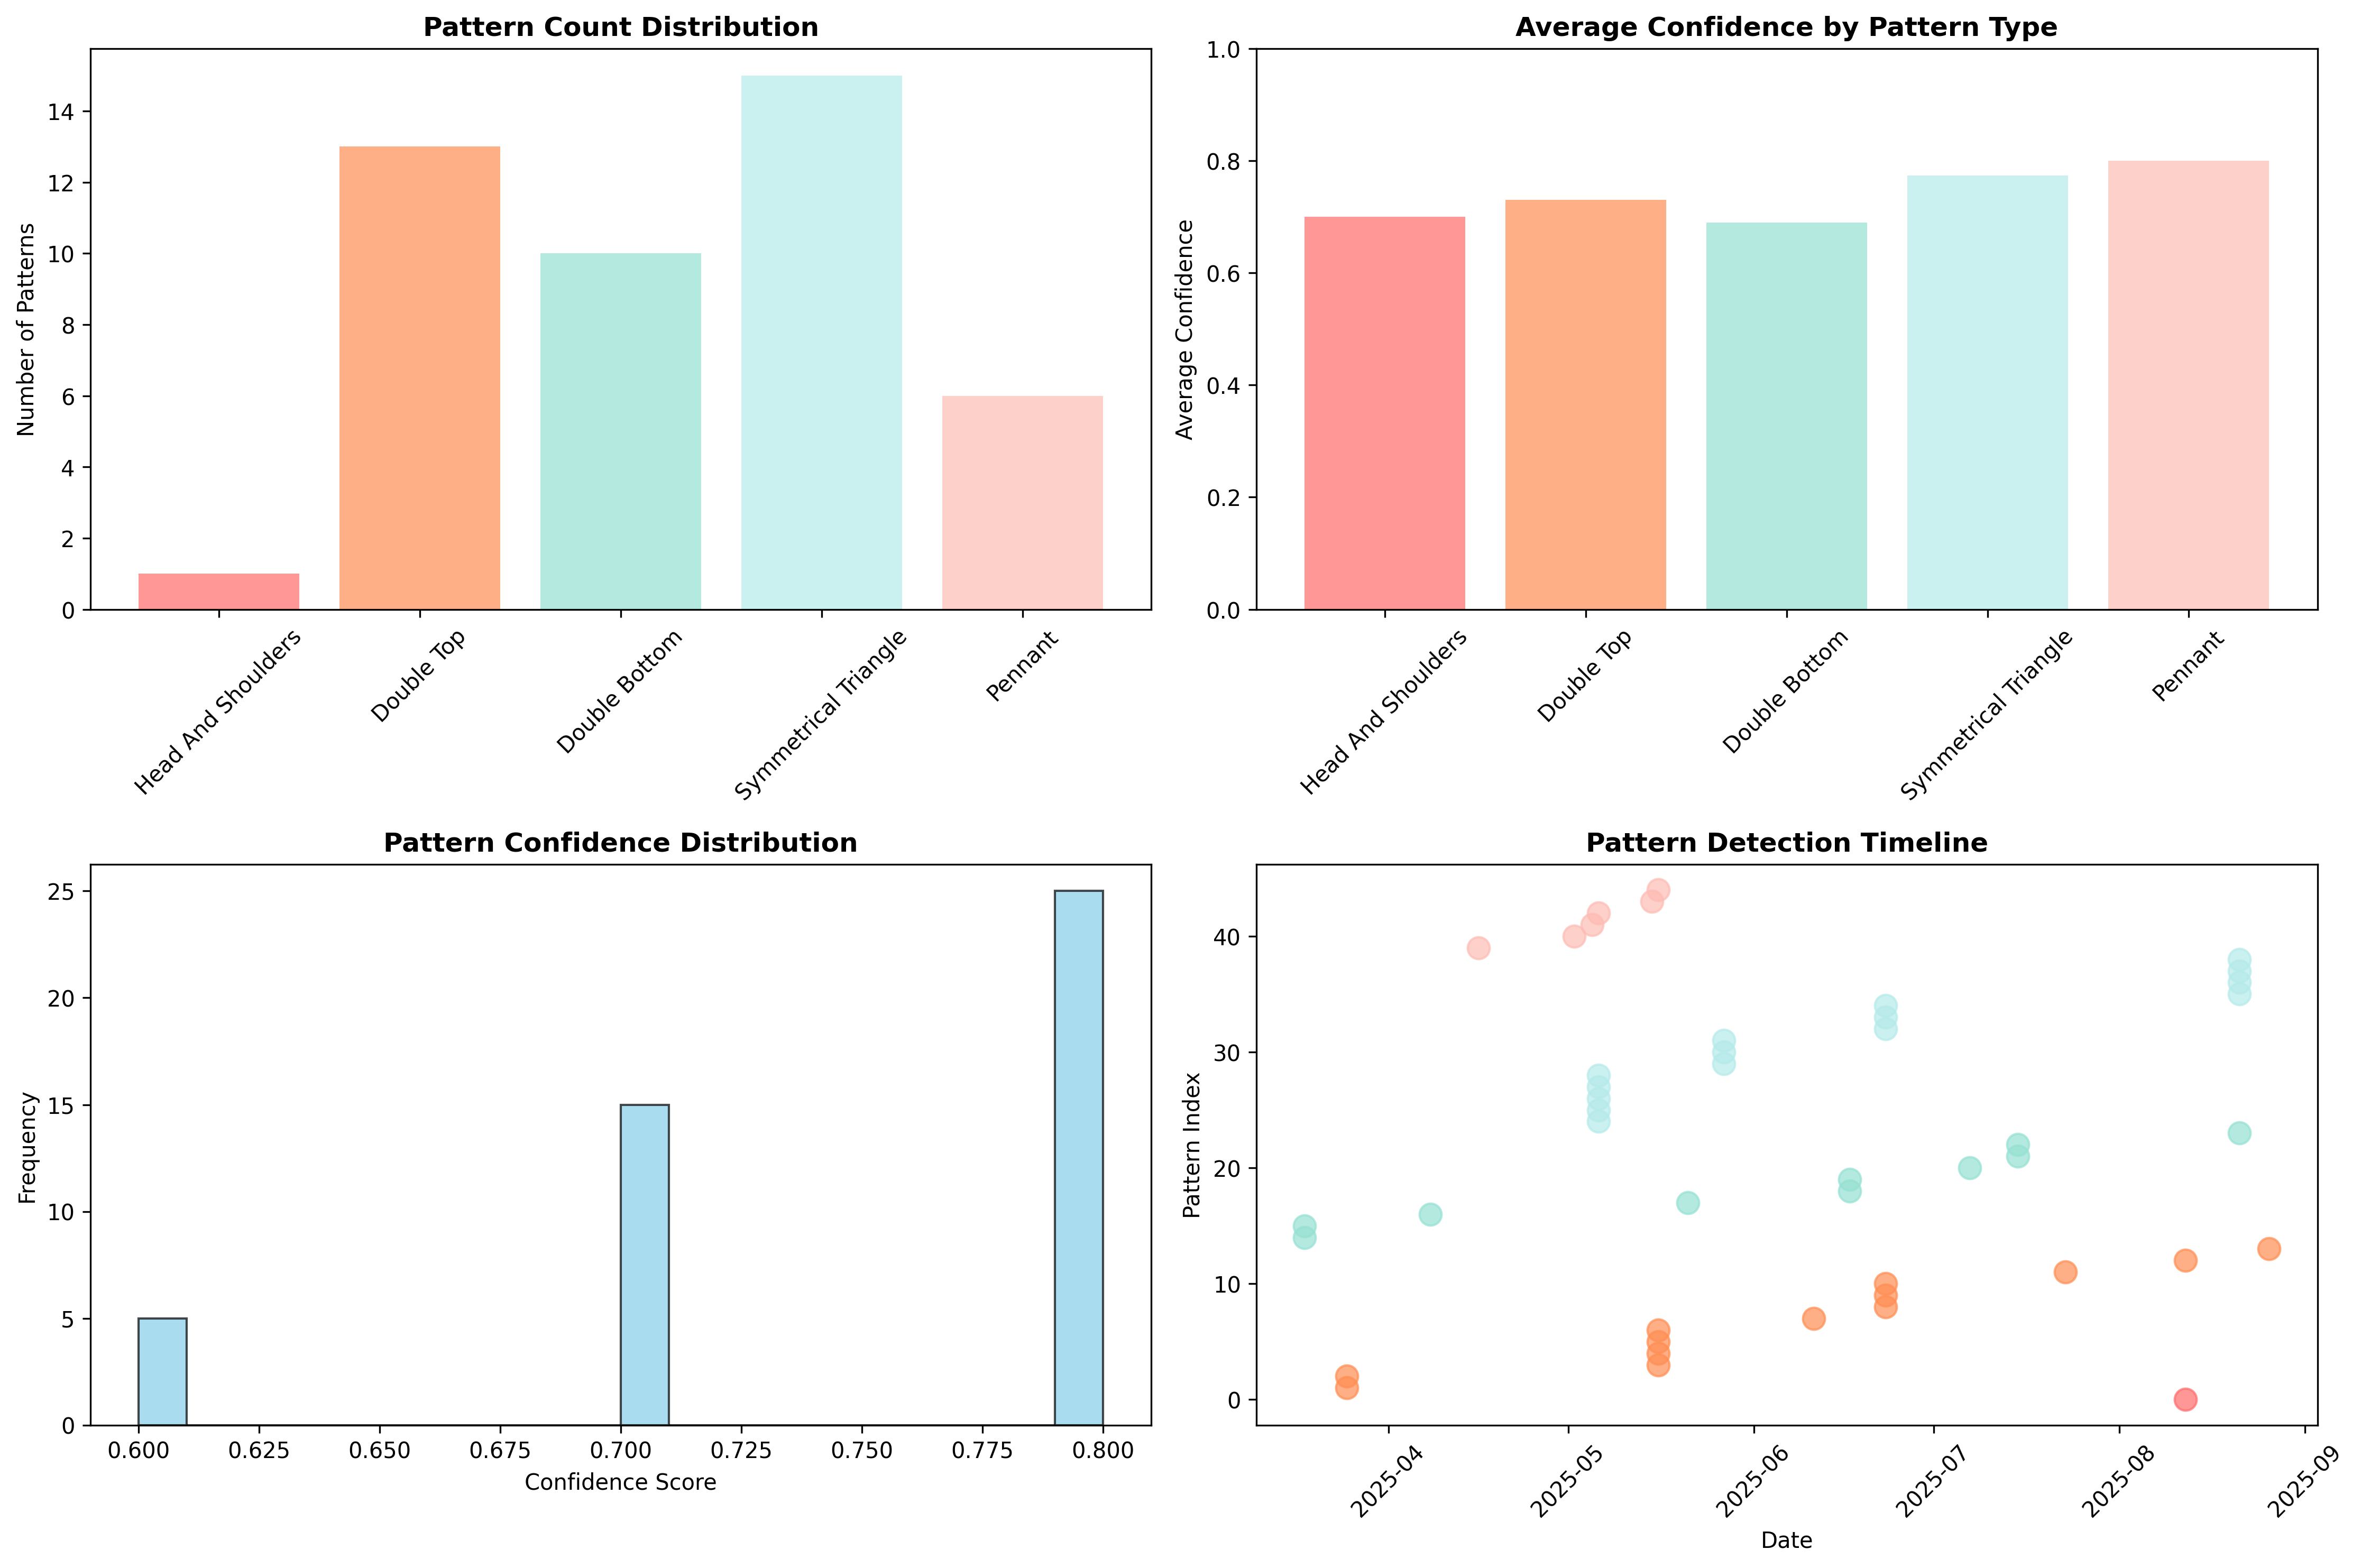 Pattern Count Distribution
Number of Patterns
14
12
10
8
6
4
2
0
Head And Shoulders
Double Top
Double Bottom
Symmetrical Triangle
Pennant
Average Confidence by Pattern Type
Average Confidence
1.0
0.8
0.6
0.4
0.2
0.0
Head And Shoulders
Double Top
Double Bottom
Symmetrical Triangle
Pennant
Pattern Confidence Distribution
Frequency
25
20
15
10
5
0
0.600
0.625
0.650
0.675
0.700
0.725
0.750
0.775
0.800
Confidence Score
Pattern Detection Timeline
Pattern Index
40
30
20
10
0
2025-04
2025-05
2025-06
2025-07
2025-08
2025-09
Date